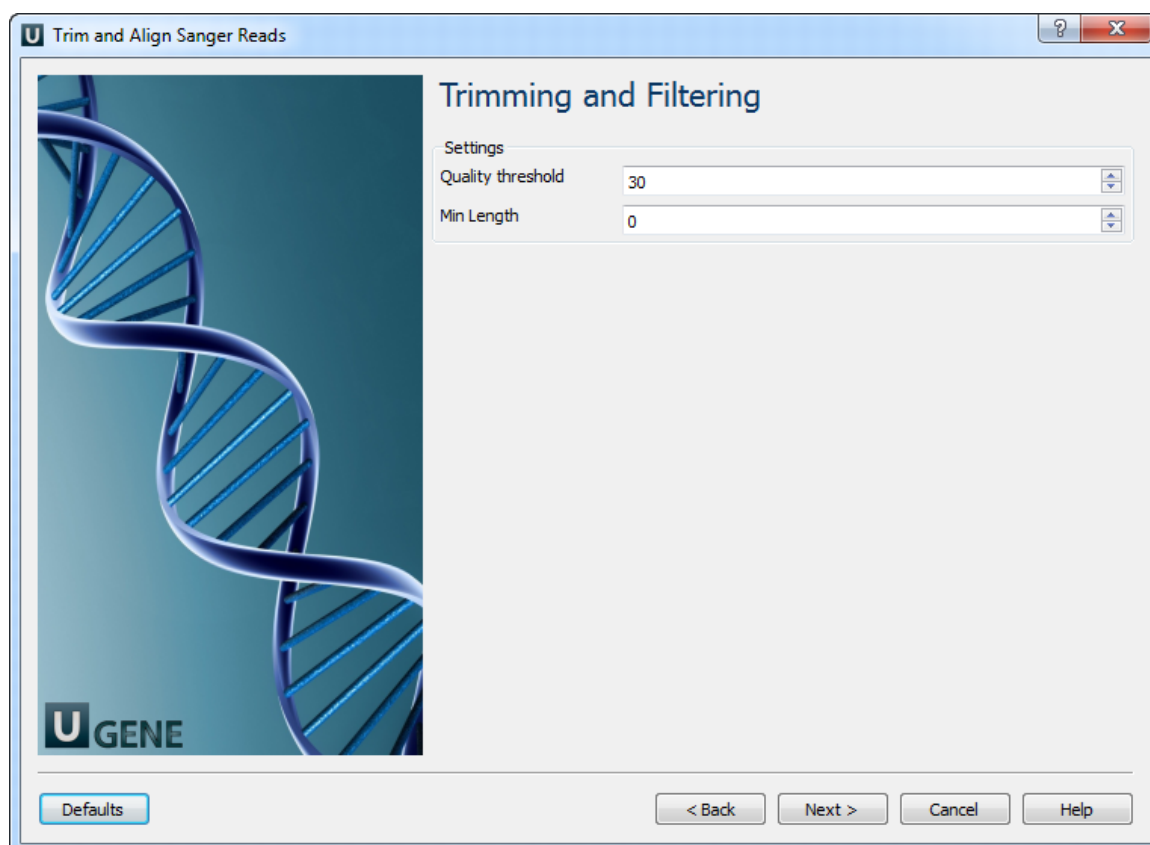 U Trim and Align Sanger Reads
Trimming and Filtering
Settings
Quality threshold 30
Min Length 0
U GENE
Defaults < Back Next > Cancel Help